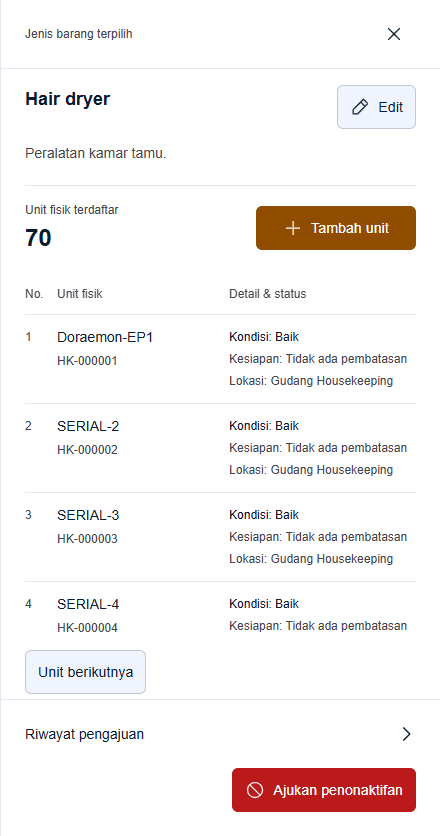 Jenis barang terpilih
Hair dryer
Edit
Peralatan kamar tamu.
Unit fisik terdaftar
70
Tambah unit
No. Unit fisik Detail & status
1 Doraemon-EP1 Kondisi: Baik
HK-000001 Kesiapan: Tidak ada pembatasan
Lokasi: Gudang Housekeeping
2 SERIAL-2 Kondisi: Baik
HK-000002 Kesiapan: Tidak ada pembatasan
Lokasi: Gudang Housekeeping
3 SERIAL-3 Kondisi: Baik
HK-000003 Kesiapan: Tidak ada pembatasan
Lokasi: Gudang Housekeeping
4 SERIAL-4 Kondisi: Baik
HK-000004 Kesiapan: Tidak ada pembatasan
Unit berikutnya
Riwayat pengajuan
Ajukan penonaktifan